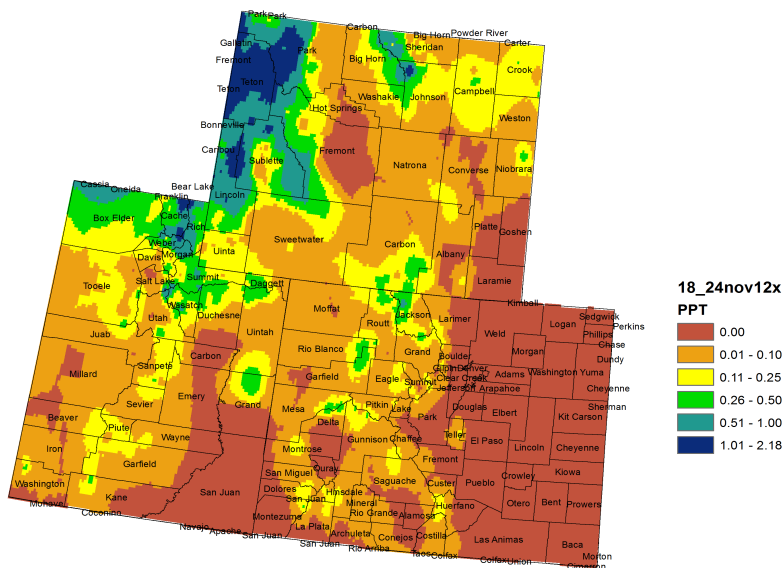 Park Park
Carbon
Big Horn
Powder River
Gallatin
Park
Sheridan
Carter
Fremont
Big Horn
Crook
Teton
Campbell
Teton
Washakie
Johnson
Hot Springs
Weston
Bonneville
Caribou
Fremont
Sublette
Natrona
Converse
Niobrara
Cassia
Oneida
Bear Lake
Franklin
Lincoln
Box Elder
Cache
Rich
Platte
Goshen
Sweetwater
Carbon
Weber
Uinta
Albany
Morgan
Davis
Salt Lake
Summit
Daggett
Laramie
Tooele
Wasatch
Kimball
Utah
Duchesne
Moffat
Jackson
Larimer
Logan
Sedgwick
Phillips
Perkins
Juab
Uintah
Routt
Weld
Carbon
Rio Blanco
Grand
Boulder
Morgan
Chase
Dundy
Millard
Sanpete
Garfield
Eagle
Summit
Gilpin
Denver
Clear Creek
Adams
Washington
Yuma
Jefferson
Arapahoe
Cheyenne
Emery
Grand
Mesa
Pitkin
Lake
Park
Douglas
Elbert
Sherman
Sevier
Delta
Kit Carson
Beaver
Piute
Wayne
Gunnison
Chaffee
Teller
El Paso
Lincoln
Cheyenne
Iron
Garfield
Montrose
Ouray
Fremont
Kiowa
San Miguel
Saguache
Custer
Pueblo
Crowley
Washington
Kane
San Juan
Dolores
Hinsdale
San Juan
Mineral
Otero
Bent
Prowers
Mohave
Coconino
Montezuma
Rio Grande
Alamosa
Huerfano
Navajo
Apache
San Juan
La Plata
Archuleta
Conejos
Costilla
Las Animas
Baca
San Juan
Rio Arriba
Taos
Colfax
Colfax
Union
Morton
Cimarron
18_24nov12x
PPT
0.00
0.01 - 0.10
0.11 - 0.25
0.26 - 0.50
0.51 - 1.00
1.01 - 2.18